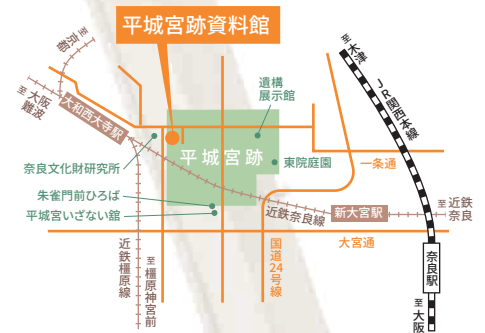 平城宮跡資料館
至京都
至大阪難波
大和西大寺駅
遺構
展示館
至木津
JR関西本線
平城宮跡
奈良文化財研究所
東院庭園
一条通
朱雀門前ひろば
平城宮いざない館
近鉄奈良線
新大宮駅
至近鉄奈良
近鉄橿原線
至橿原神宮前
国道24号線
大宮通
奈良駅
至大阪